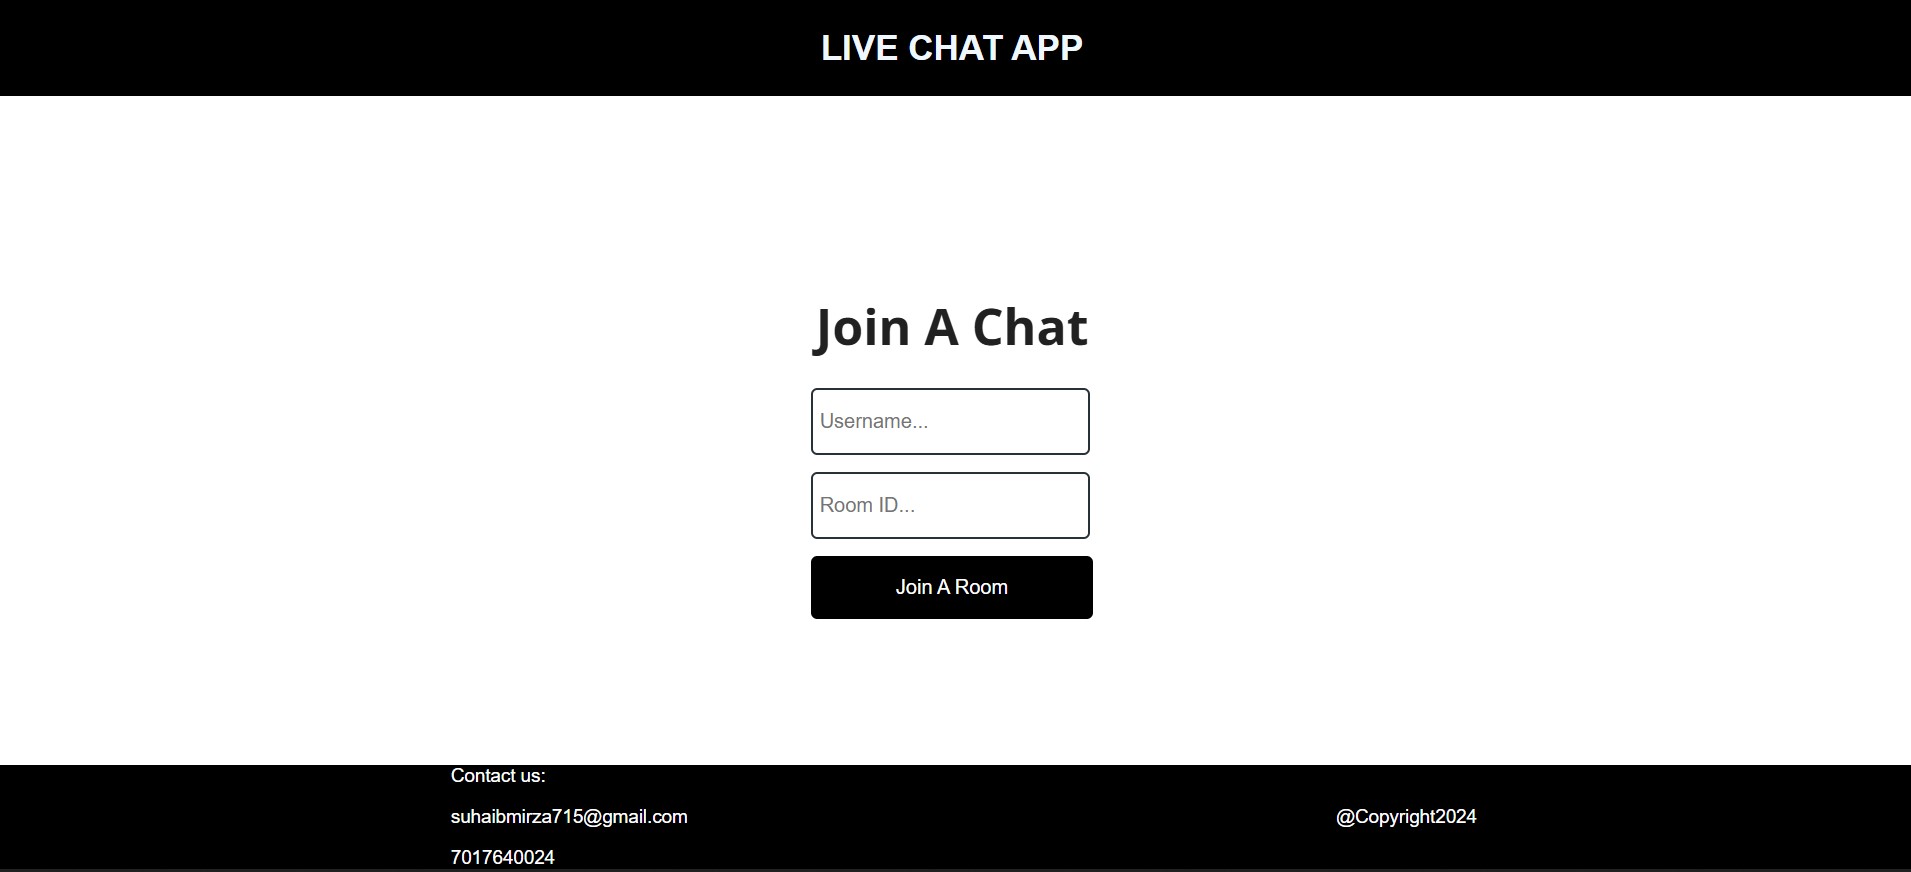 LIVE CHAT APP
Join A Chat
Username...
Room ID...
Join A Room
Contact us:
suhaibmirza715@gmail.com
@Copyright2024
7017640024